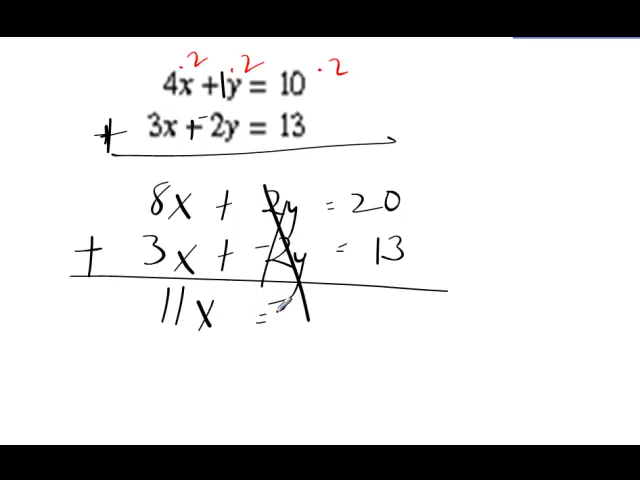 ·2 ·2 ·2
4x + 1y = 10
+ 3x + -2y = 13
8x + 2y = 20
+ 3x + -2y = 13
11x =